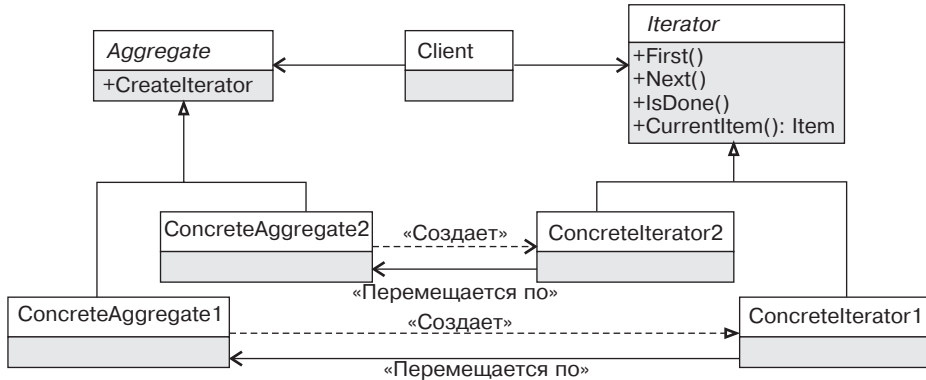 Aggregate
+CreateIterator
Client
Iterator
+First()
+Next()
+IsDone()
+CurrentItem(): Item
ConcreteAggregate2
«Создает»
ConcreteIterator2
«Перемещается по»
ConcreteAggregate1
«Создает»
ConcreteIterator1
«Перемещается по»